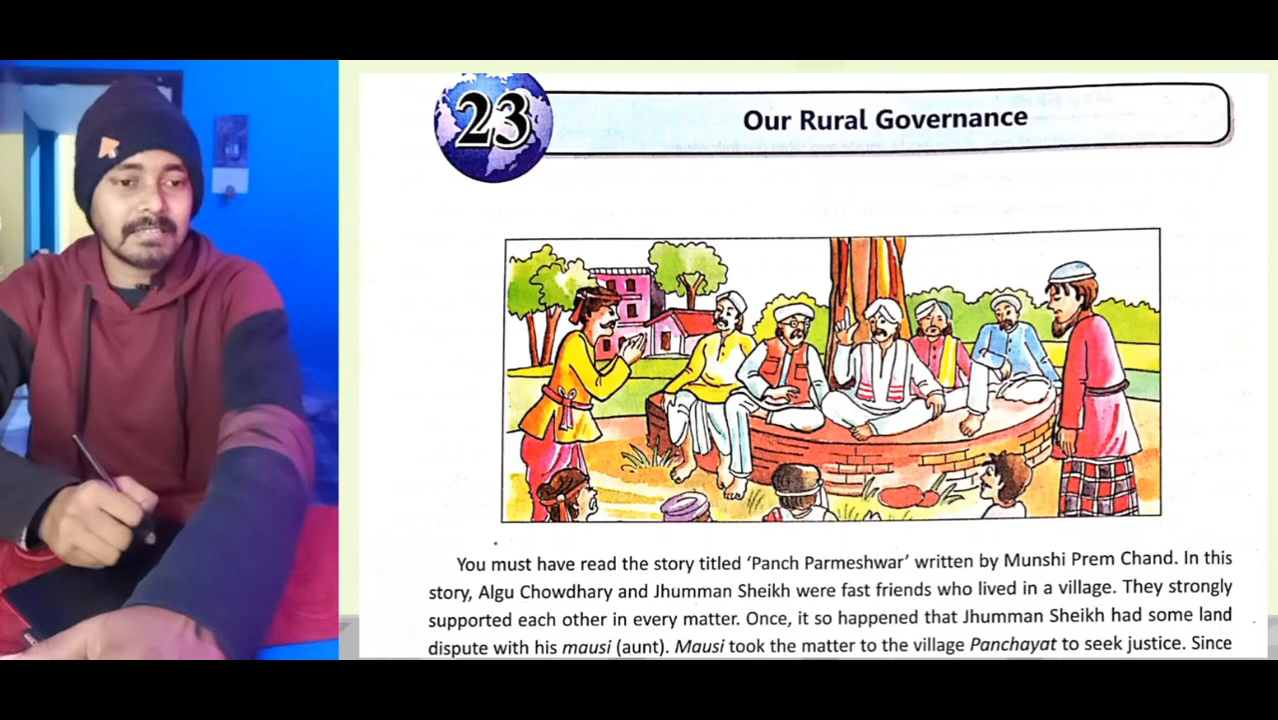 23
Our Rural Governance
You must have read the story titled ‘Panch Parmeshwar’ written by Munshi Prem Chand. In this
story, Algu Chowdhary and Jhumman Sheikh were fast friends who lived in a village. They strongly
supported each other in every matter. Once, it so happened that Jhumman Sheikh had some land
dispute with his mausi (aunt). Mausi took the matter to the village Panchayat to seek justice. Since